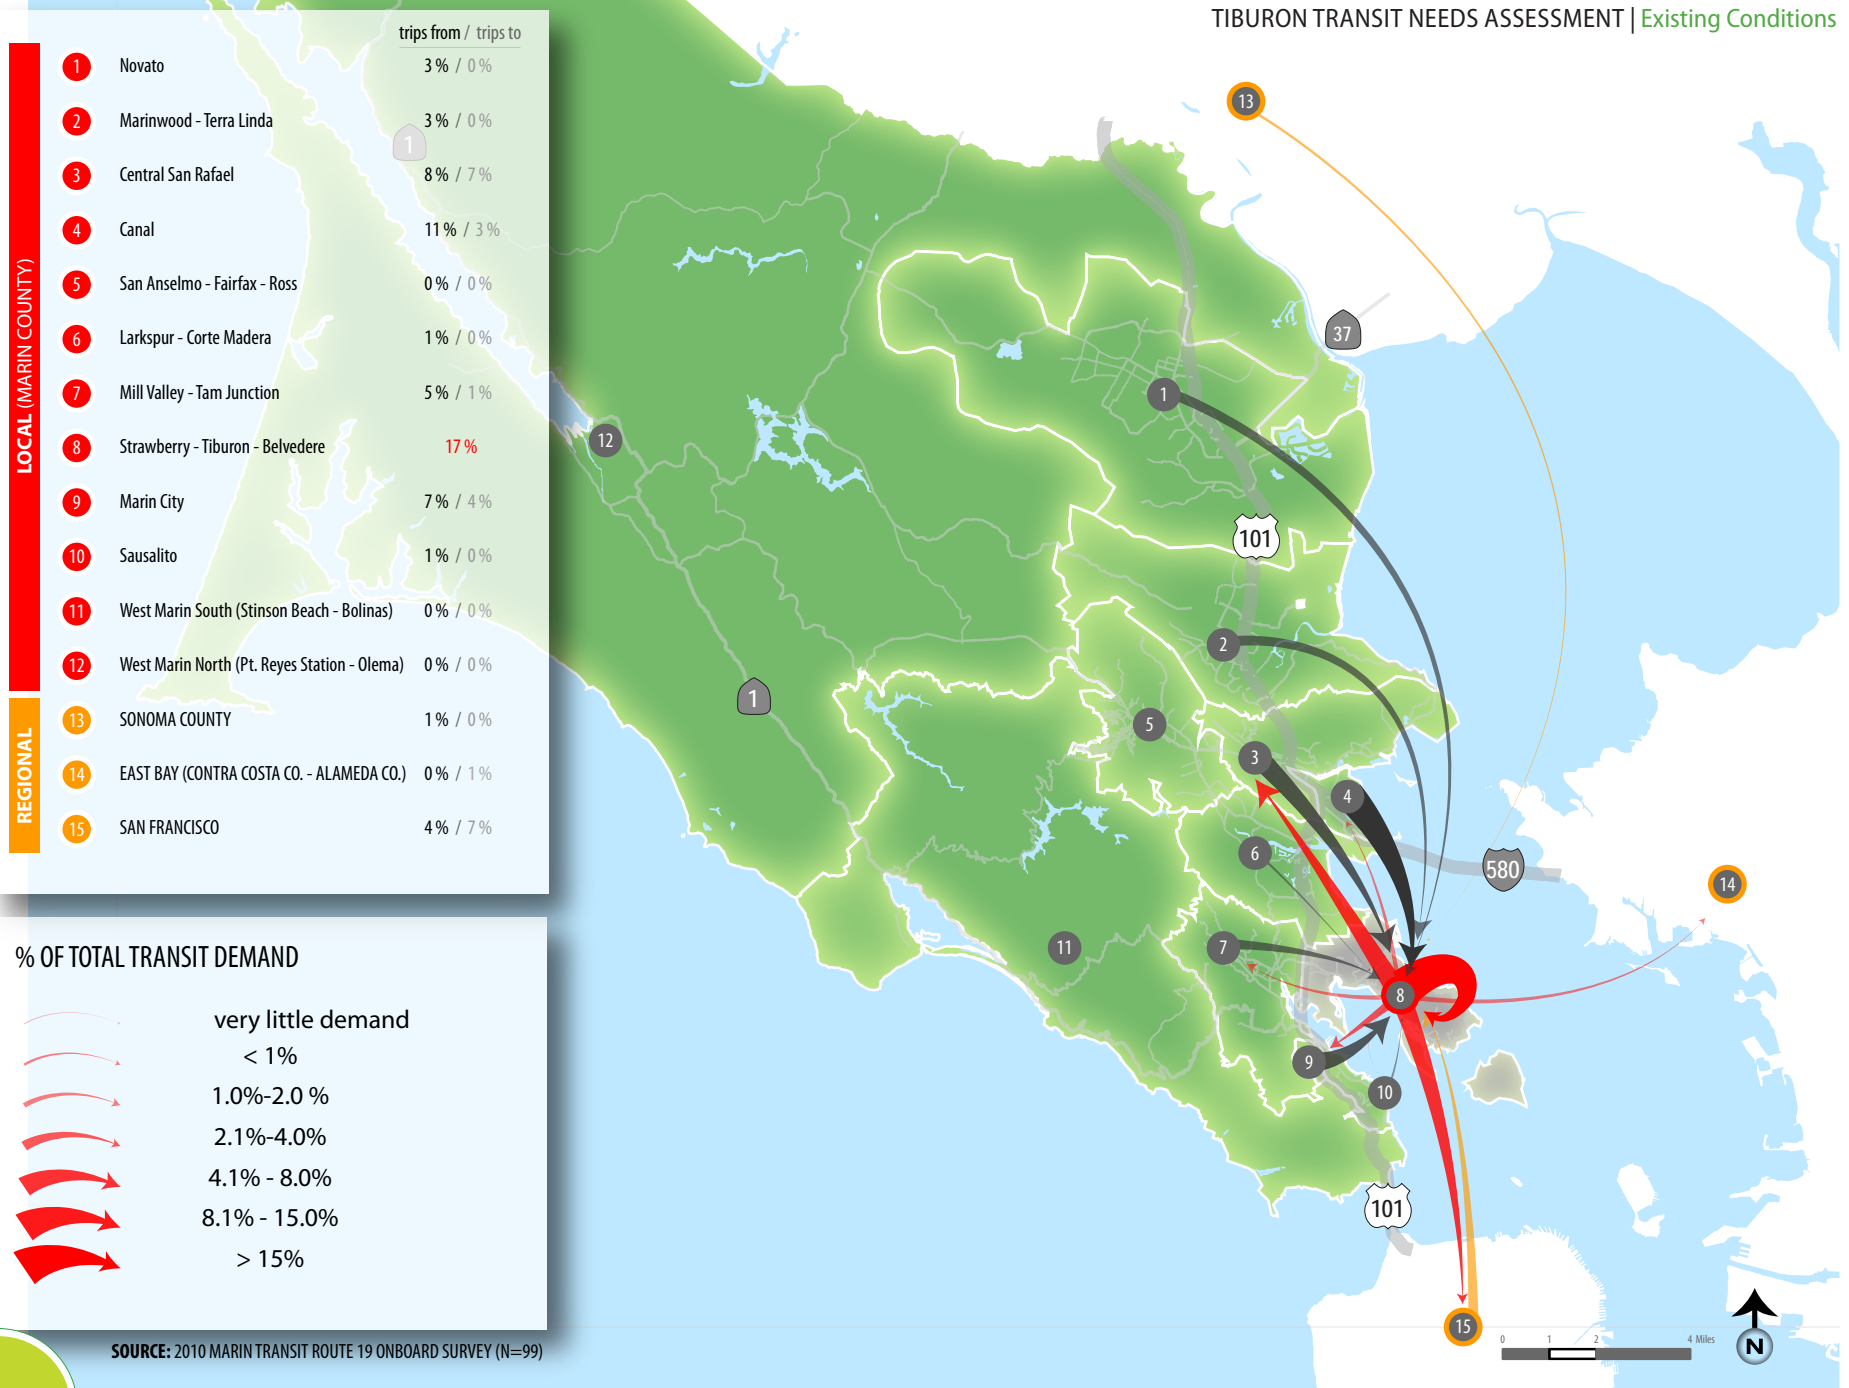 TIBURON TRANSIT NEEDS ASSESSMENT | Existing Conditions
trips from / trips to
LOCAL (MARIN COUNTY)
1 Novato 3 % / 0 %
2 Marinwood - Terra Linda 3 % / 0 %
3 Central San Rafael 8 % / 7 %
4 Canal 11 % / 3 %
5 San Anselmo - Fairfax - Ross 0 % / 0 %
6 Larkspur - Corte Madera 1 % / 0 %
7 Mill Valley - Tam Junction 5 % / 1 %
8 Strawberry - Tiburon - Belvedere 17 %
9 Marin City 7 % / 4 %
10 Sausalito 1 % / 0 %
11 West Marin South (Stinson Beach - Bolinas) 0 % / 0 %
12 West Marin North (Pt. Reyes Station - Olema) 0 % / 0 %
REGIONAL
13 SONOMA COUNTY 1 % / 0 %
14 EAST BAY (CONTRA COSTA CO. - ALAMEDA CO.) 0 % / 1 %
15 SAN FRANCISCO 4 % / 7 %
% OF TOTAL TRANSIT DEMAND
very little demand
< 1%
1.0%-2.0 %
2.1%-4.0%
4.1% - 8.0%
8.1% - 15.0%
> 15%
SOURCE: 2010 MARIN TRANSIT ROUTE 19 ONBOARD SURVEY (N=99)
1
13
37
1
12
101
2
1
5
3
4
6
580
14
7
11
8
9
10
101
15
0 1 2 4 Miles
N